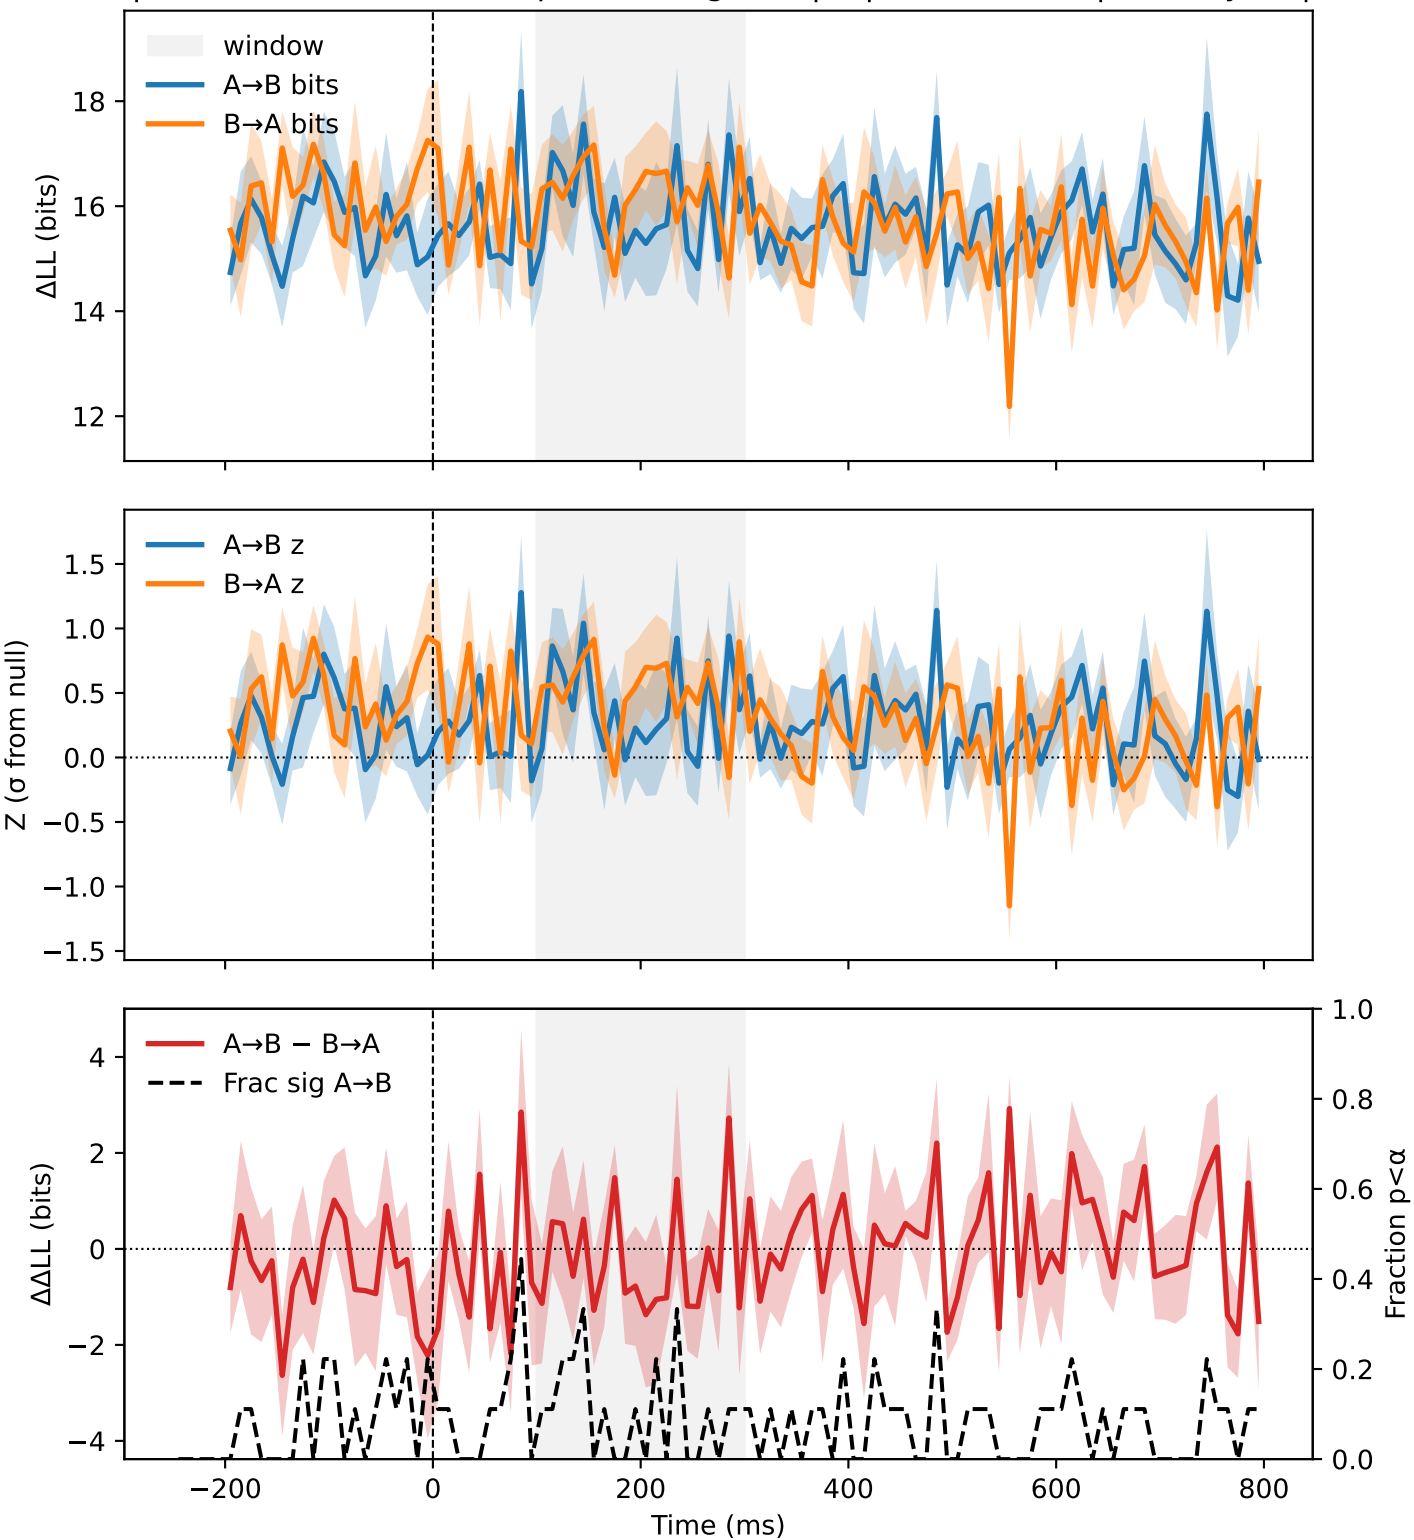 window
A→B bits
B→A bits
18
16
14
12
ΔLL (bits)
A→B z
B→A z
1.5
1.0
0.5
0.0
−0.5
−1.0
−1.5
Z (σ from null)
A→B − B→A
Frac sig A→B
4
2
0
−2
−4
ΔΔLL (bits)
1.0
0.8
0.6
0.4
0.2
0.0
Fraction p<α
−200 0 200 400 600 800
Time (ms)